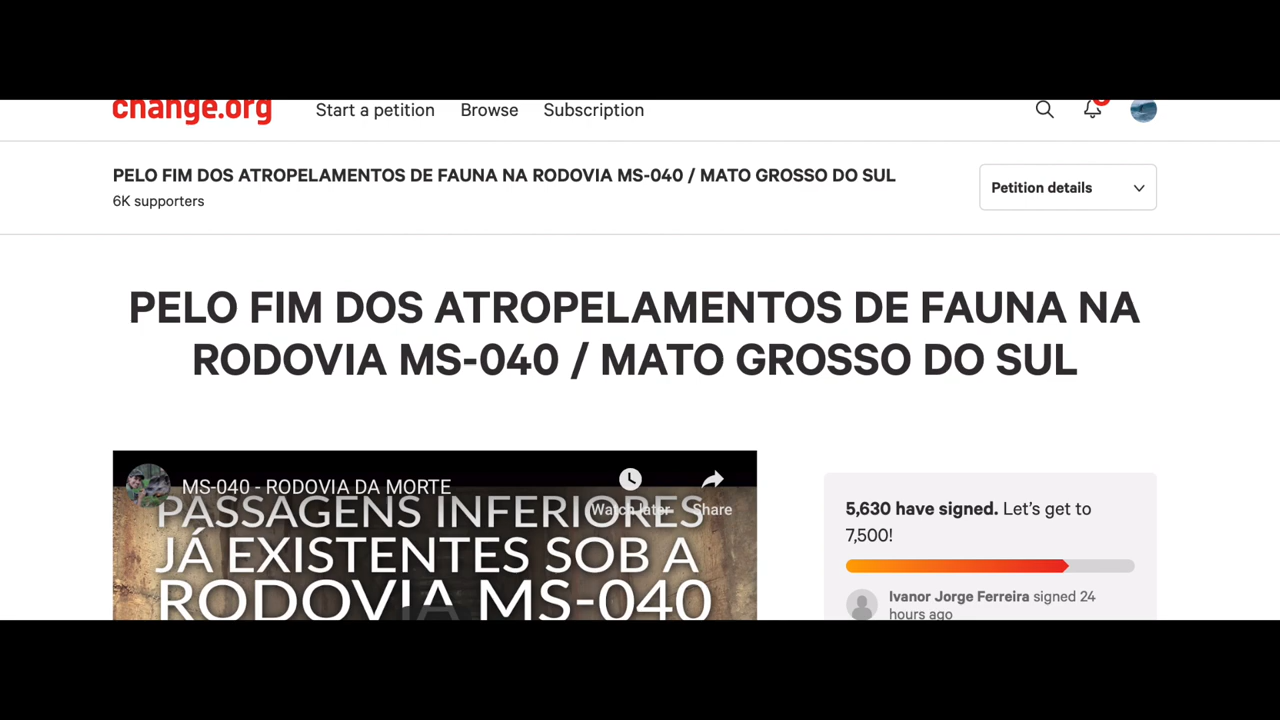 change.org
Start a petition
Browse
Subscription
PELO FIM DOS ATROPELAMENTOS DE FAUNA NA RODOVIA MS-040 / MATO GROSSO DO SUL
6K supporters
Petition details
PELO FIM DOS ATROPELAMENTOS DE FAUNA NA
RODOVIA MS-040 / MATO GROSSO DO SUL
MS-040 - RODOVIA DA MORTE
Watch later
Share
PASSAGENS INFERIORES
JÁ EXISTENTES SOB A
RODOVIA MS-040
5,630 have signed. Let’s get to
7,500!
Ivanor Jorge Ferreira signed 24
hours ago